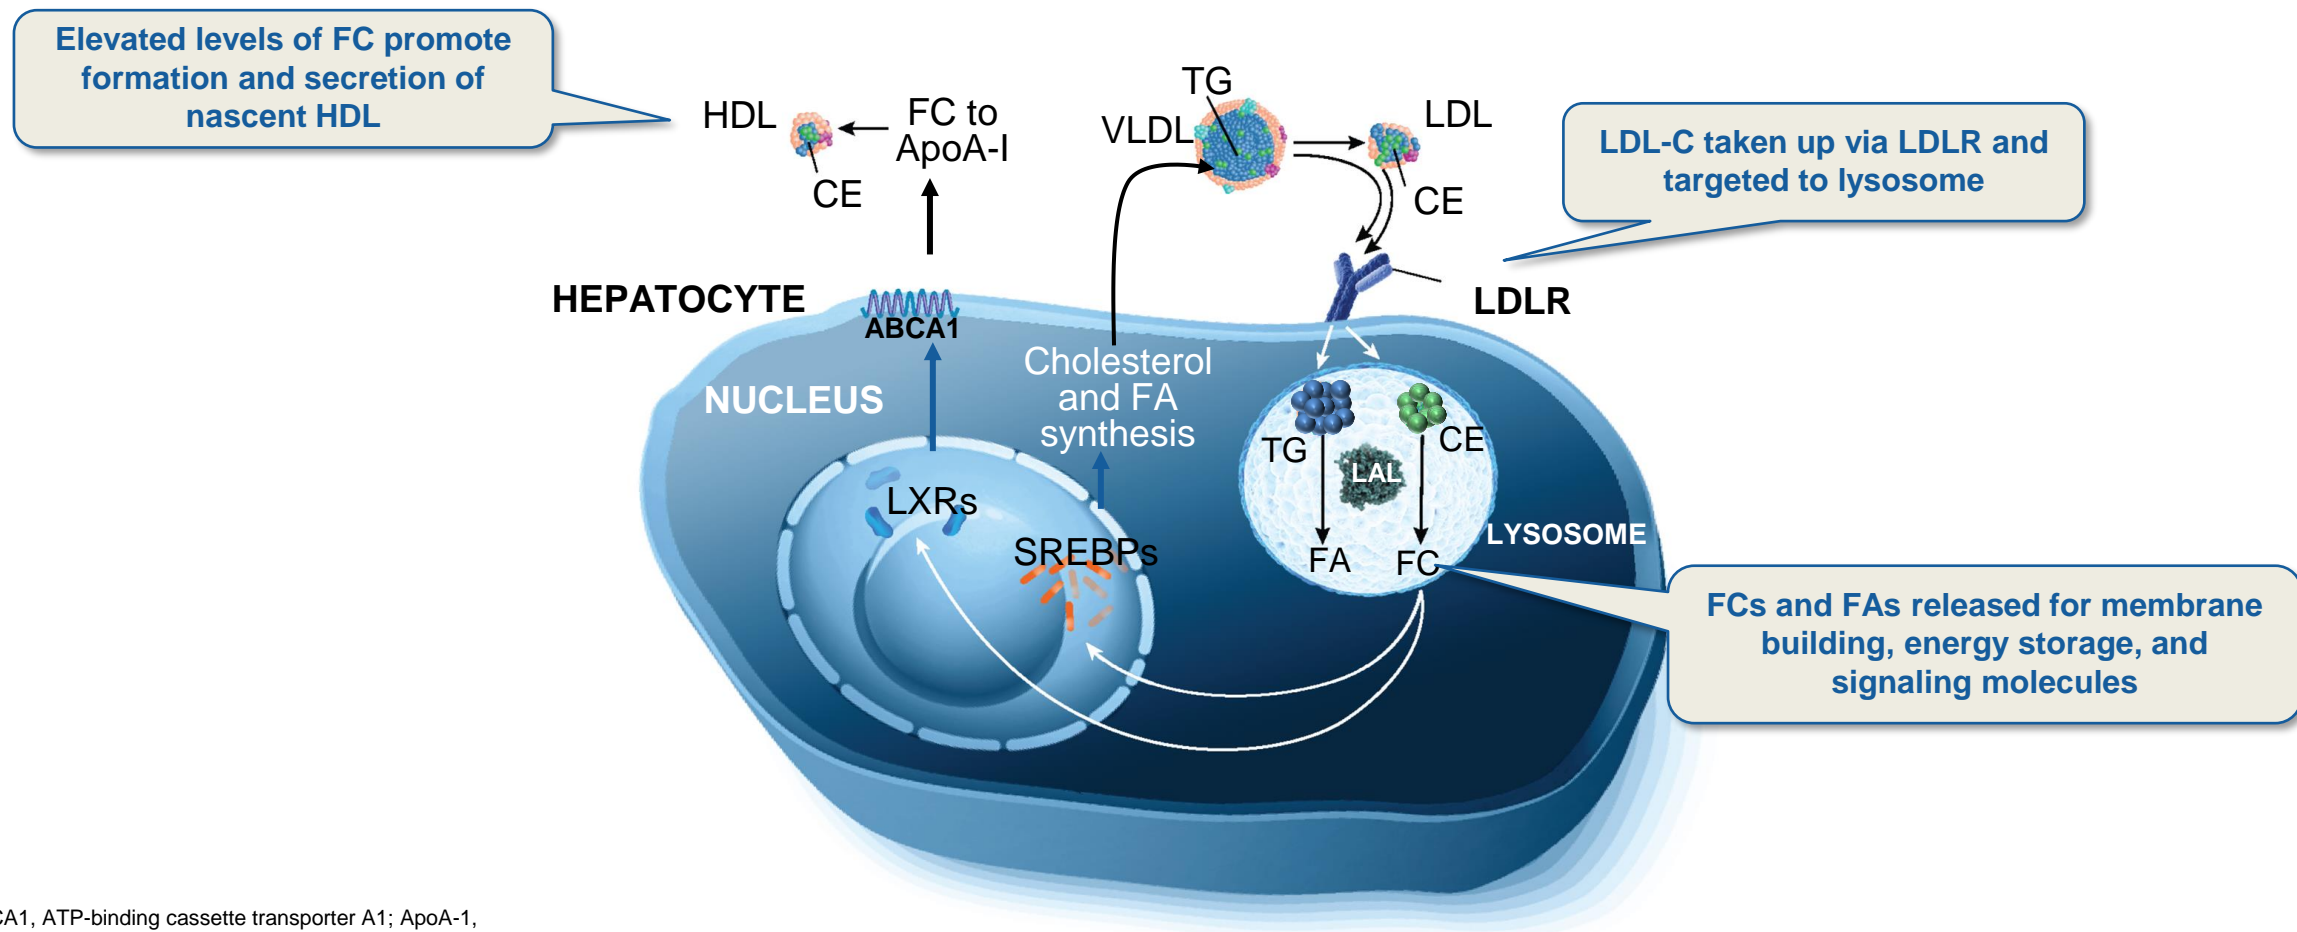 Elevated levels of FC promote
formation and secretion of
nascent HDL
HDL
CE
FC to
ApoA-I
TG
VLDL
LDL
CE
LDL-C taken up via LDLR and
targeted to lysosome
HEPATOCYTE
ABCA1
LDLR
NUCLEUS
Cholesterol
and FA
synthesis
LXRs
SREBPs
TG
CE
LAL
FA
FC
LYSOSOME
FCs and FAs released for membrane
building, energy storage, and
signaling molecules
CA1, ATP-binding cassette transporter A1; ApoA-1,